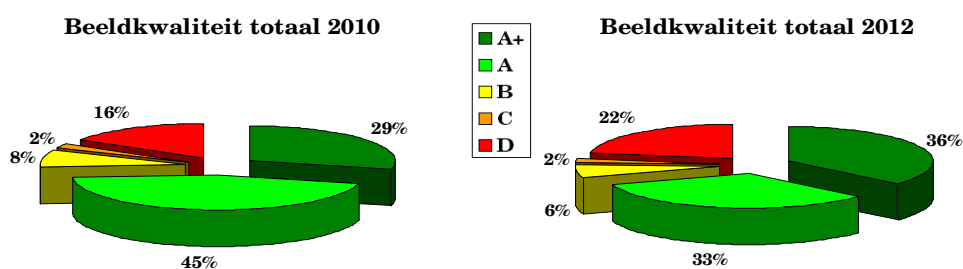 Beeldkwaliteit totaal 2010
29%
45%
8%
2%
16%
A+
A
B
C
D
Beeldkwaliteit totaal 2012
36%
33%
6%
2%
22%